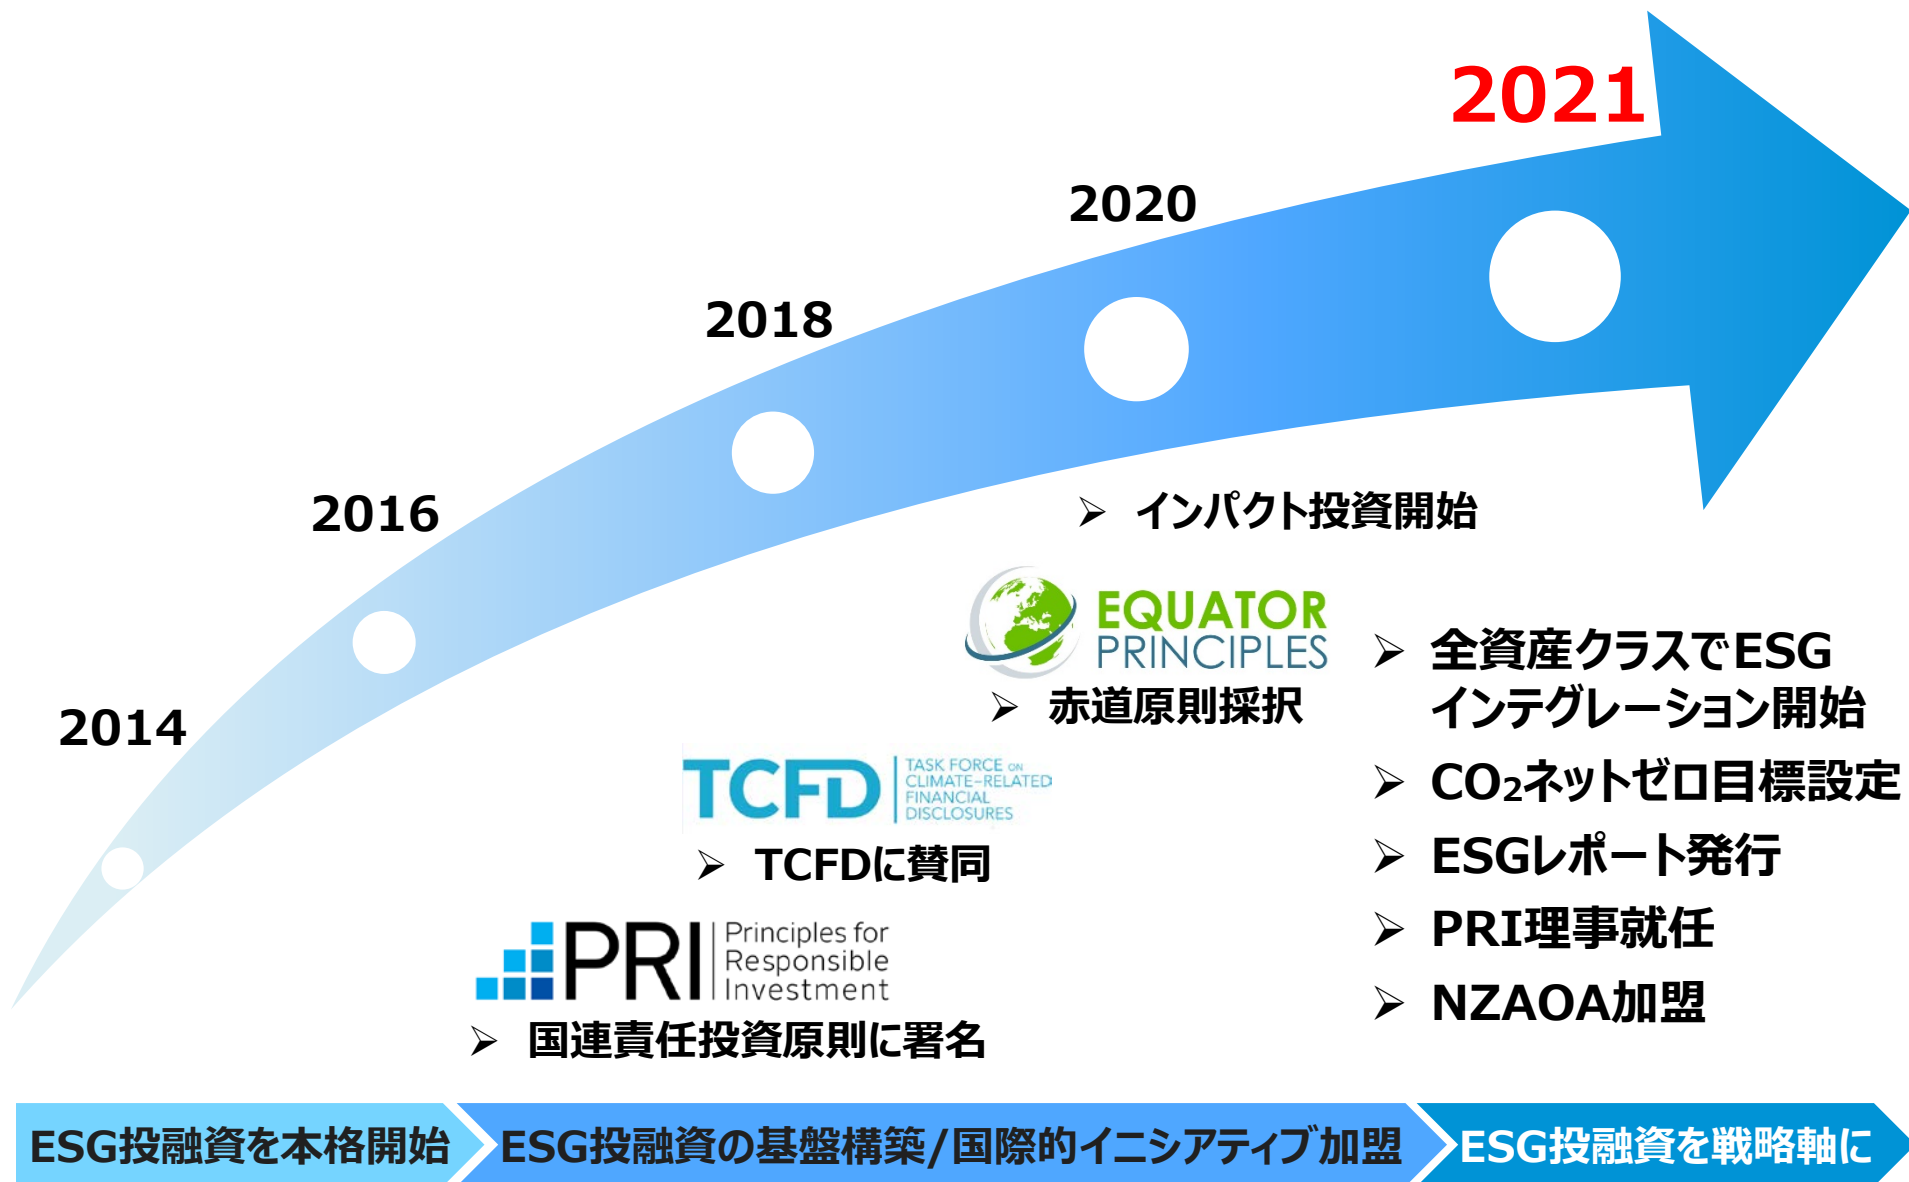 2021
2020
2018
2016
2014
➢ インパクト投資開始
EQUATOR
PRINCIPLES
➢ 赤道原則採択
TCFD
TASK FORCE ON
CLIMATE-RELATED
FINANCIAL
DISCLOSURES
➢ TCFDに賛同
PRI
Principles for
Responsible
Investment
➢ 国連責任投資原則に署名
➢ 全資産クラスでESG
インテグレーション開始
➢ CO₂ネットゼロ目標設定
➢ ESGレポート発行
➢ PRI理事就任
➢ NZAOA加盟
ESG投融資を本格開始
ESG投融資の基盤構築/国際的イニシアティブ加盟
ESG投融資を戦略軸に